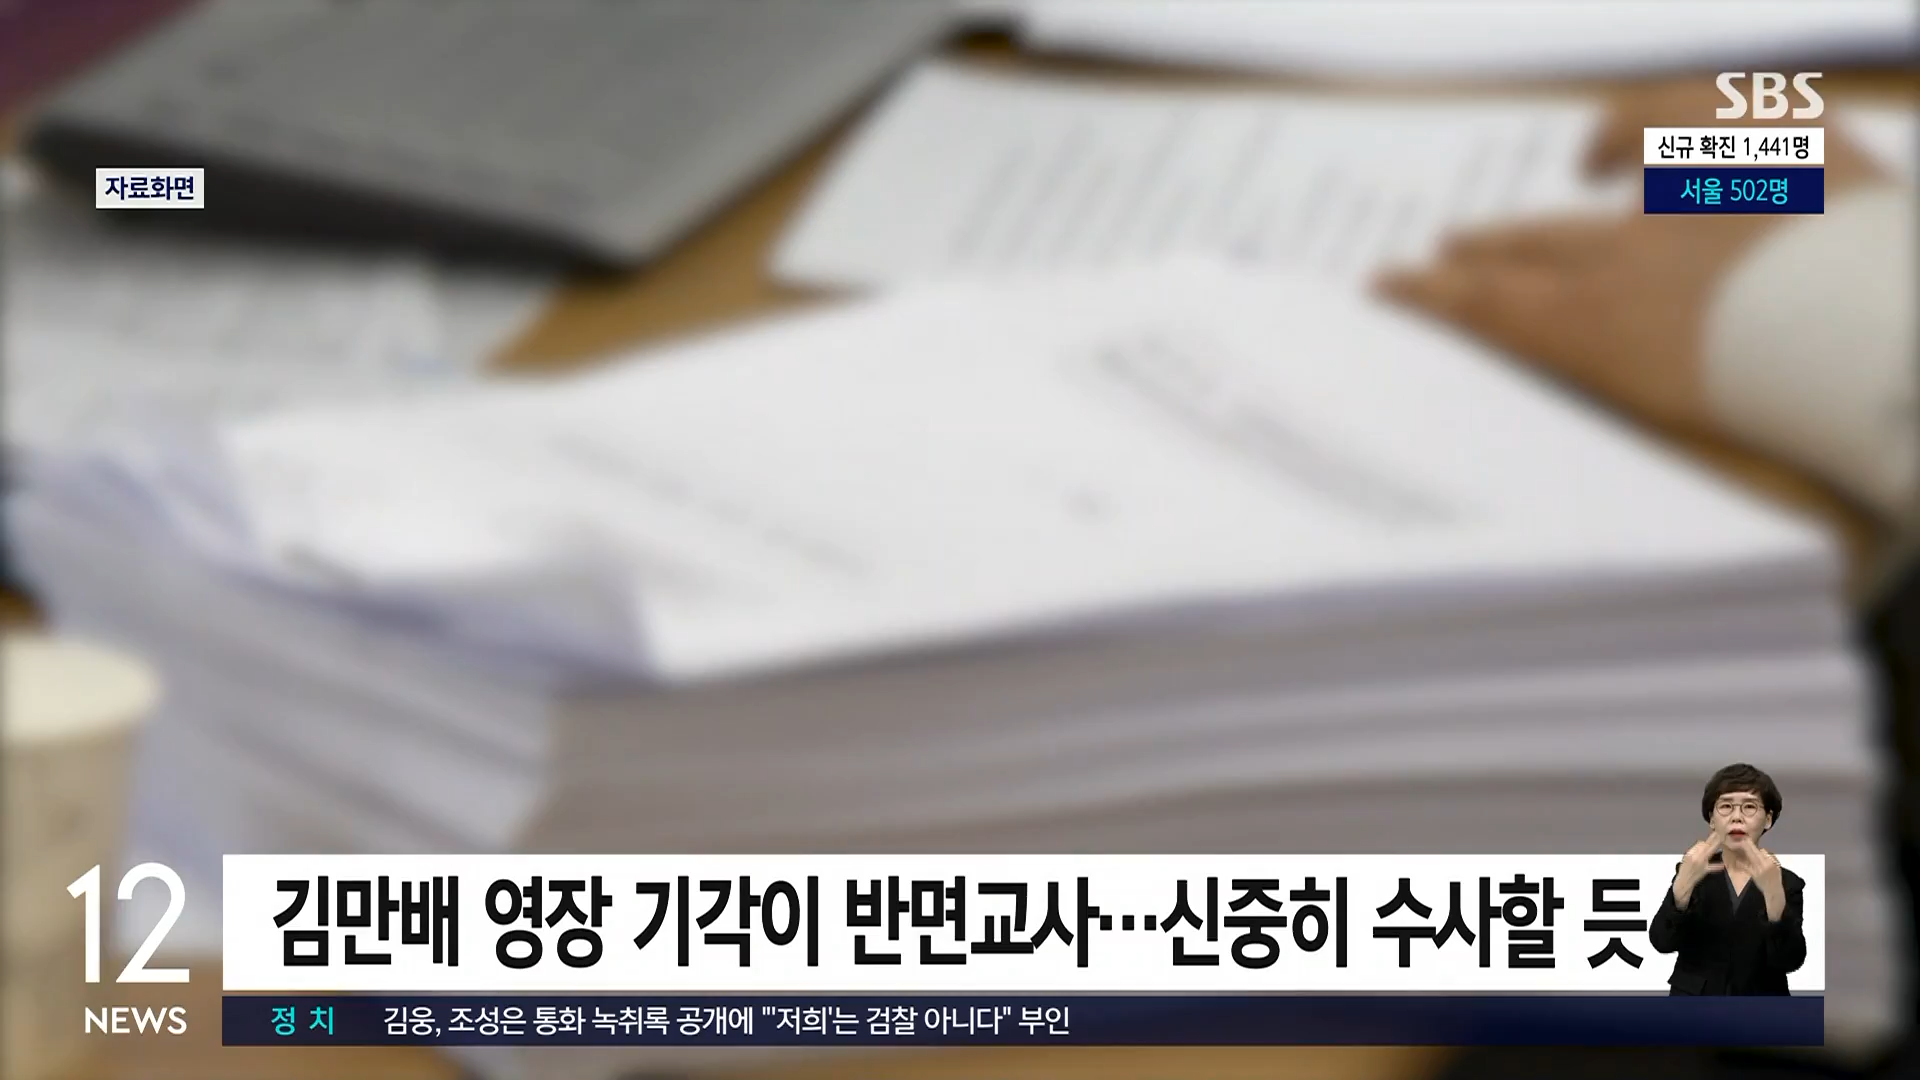 SBS
신규 확진 1,441명
자료화면
서울 502명
김만배 영장 기각이 반면교사…신중히 수사할 듯
12
NEWS
정 치 김웅, 조성은 통화 녹취록 공개에 "'저희'는 검찰 아니다" 부인